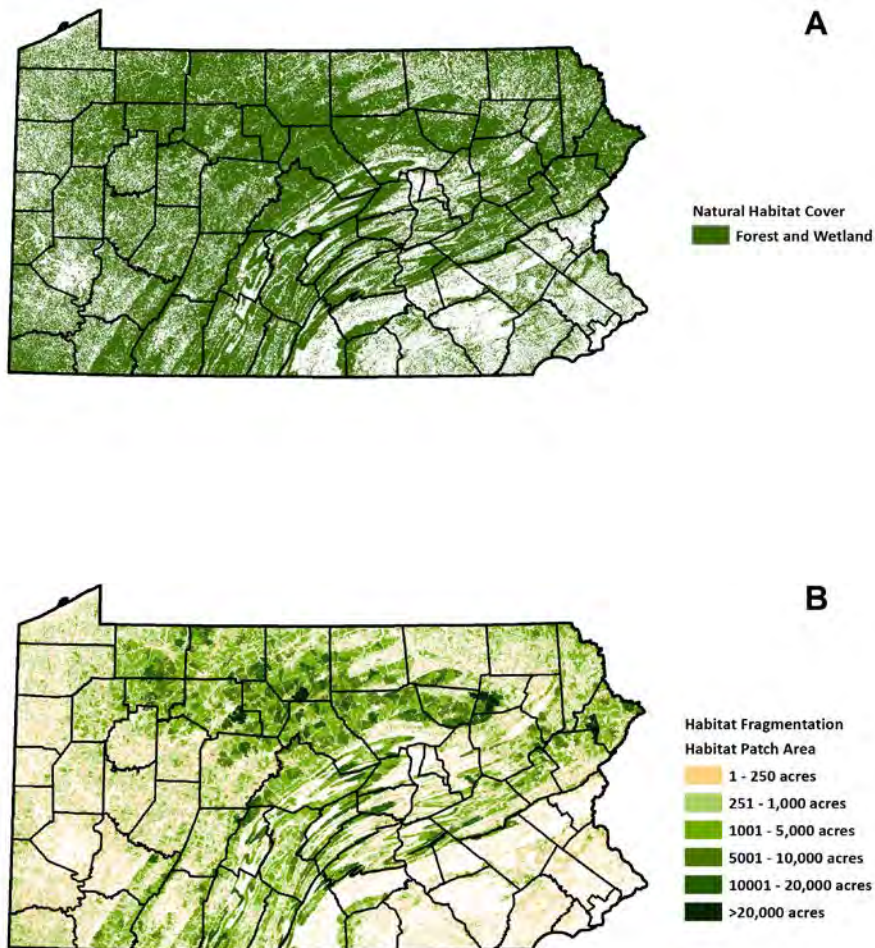 A
Natural Habitat Cover
Forest and Wetland
B
Habitat Fragmentation
Habitat Patch Area
1 - 250 acres
251 - 1,000 acres
1001 - 5,000 acres
5001 - 10,000 acres
10001 - 20,000 acres
>20,000 acres